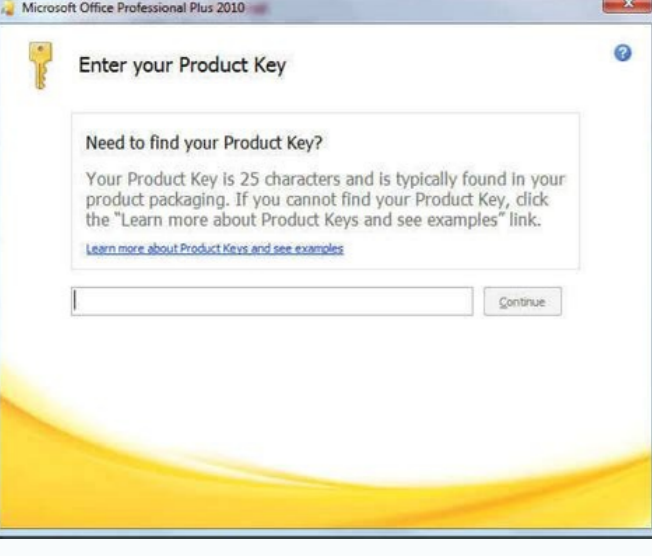 Microsoft Office Professional Plus 2010
Enter your Product Key
Need to find your Product Key?
Your Product Key is 25 characters and is typically found in your
product packaging. If you cannot find your Product Key, click
the "Learn more about Product Keys and see examples" link.
Learn more about Product Keys and see examples
Continue